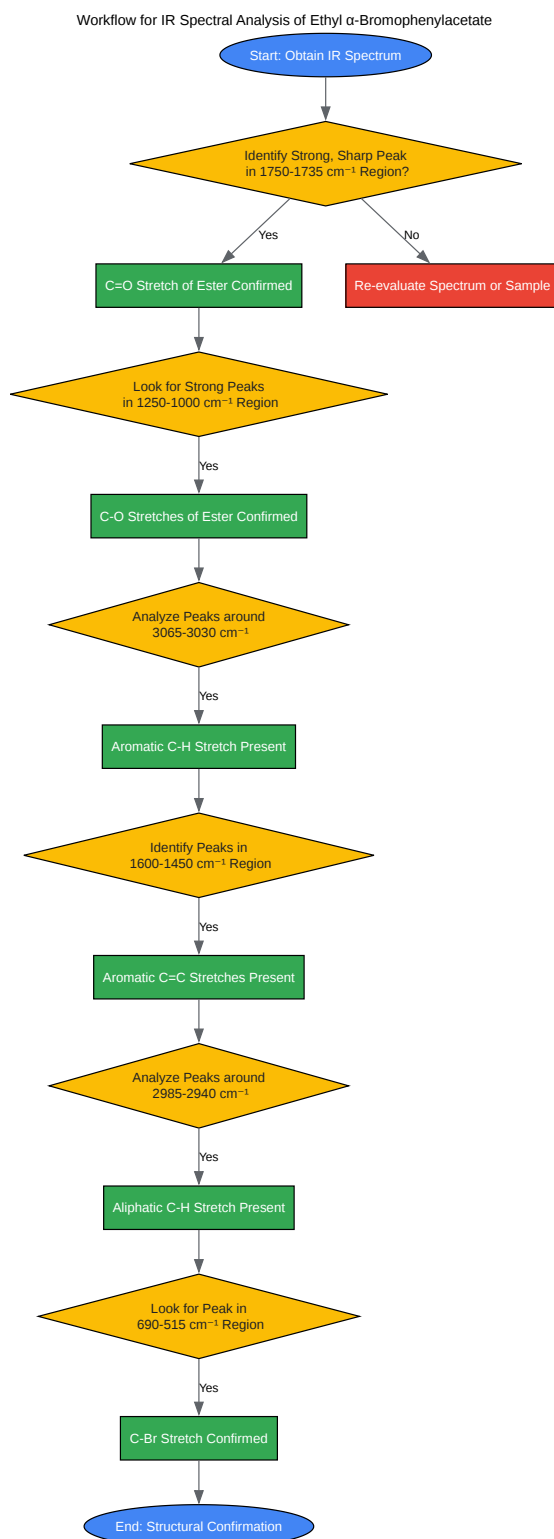 Workflow for IR Spectral Analysis of Ethyl α-Bromophenylacetate
Start: Obtain IR Spectrum
Identify Strong, Sharp Peak
in 1750-1735 cm⁻¹ Region?
Yes
No
C=O Stretch of Ester Confirmed
Re-evaluate Spectrum or Sample
Look for Strong Peaks
in 1250-1000 cm⁻¹ Region
Yes
C-O Stretches of Ester Confirmed
Analyze Peaks around
3065-3030 cm⁻¹
Yes
Aromatic C-H Stretch Present
Identify Peaks in
1600-1450 cm⁻¹ Region
Yes
Aromatic C=C Stretches Present
Analyze Peaks around
2985-2940 cm⁻¹
Yes
Aliphatic C-H Stretch Present
Look for Peak in
690-515 cm⁻¹ Region
Yes
C-Br Stretch Confirmed
End: Structural Confirmation